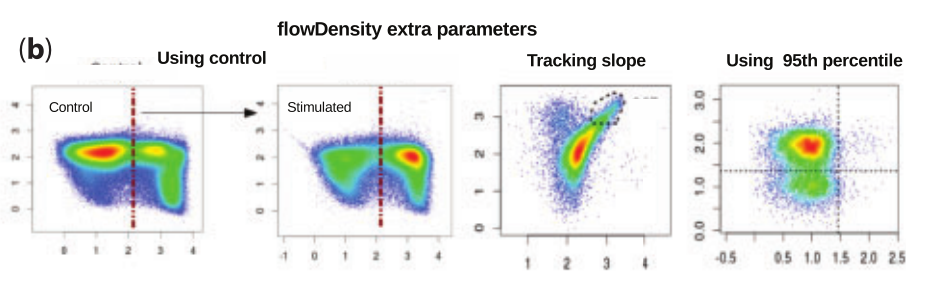 flowDensity extra parameters
(b)
Using control
Tracking slope
Using 95th percentile
Control
Stimulated
4
3
2
1
0
0 1 2 3 4
4
3
2
1
0
-1 0 1 2 3 4
3
2
1
0
1 2 3 4
3.0
2.0
1.0
0.0
-0.5 0.5 1.0 1.5 2.0 2.5